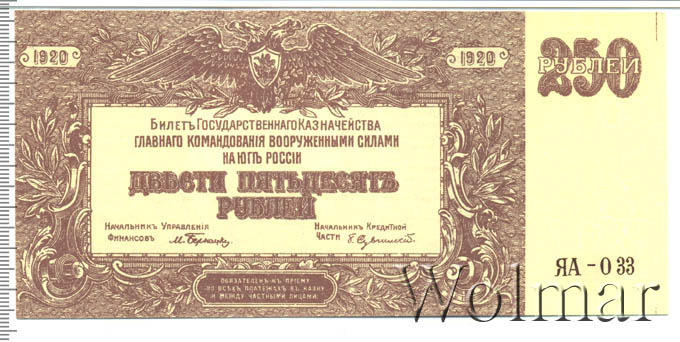 1920
1920
250
РУБЛЕЙ
БИЛЕТЪ ГОСУДАРСТВЕННАГО КАЗНАЧЕЙСТВА
ГЛАВНАГО КОМАНДОВАНІЯ ВООРУЖЕННЫМИ СИЛАМИ
НА ЮГѢ РОССІИ
ДВѢСТИ ПЯТЬДЕСЯТЪ
РУБЛЕЙ
НАЧАЛЬНИКЪ УПРАВЛЕНІЯ
ФИНАНСОВЪ
НАЧАЛЬНИКЪ КРЕДИТНОЙ
ЧАСТИ
ЯА - 033
ОБЯЗАТЕЛЕНЪ КЪ ПРІЕМУ
ПО ВСѢМЪ ПЛАТЕЖАМЪ ВЪ КАЗНУ
И МЕЖДУ ЧАСТНЫМИ ЛИЦАМИ.
Wolmar